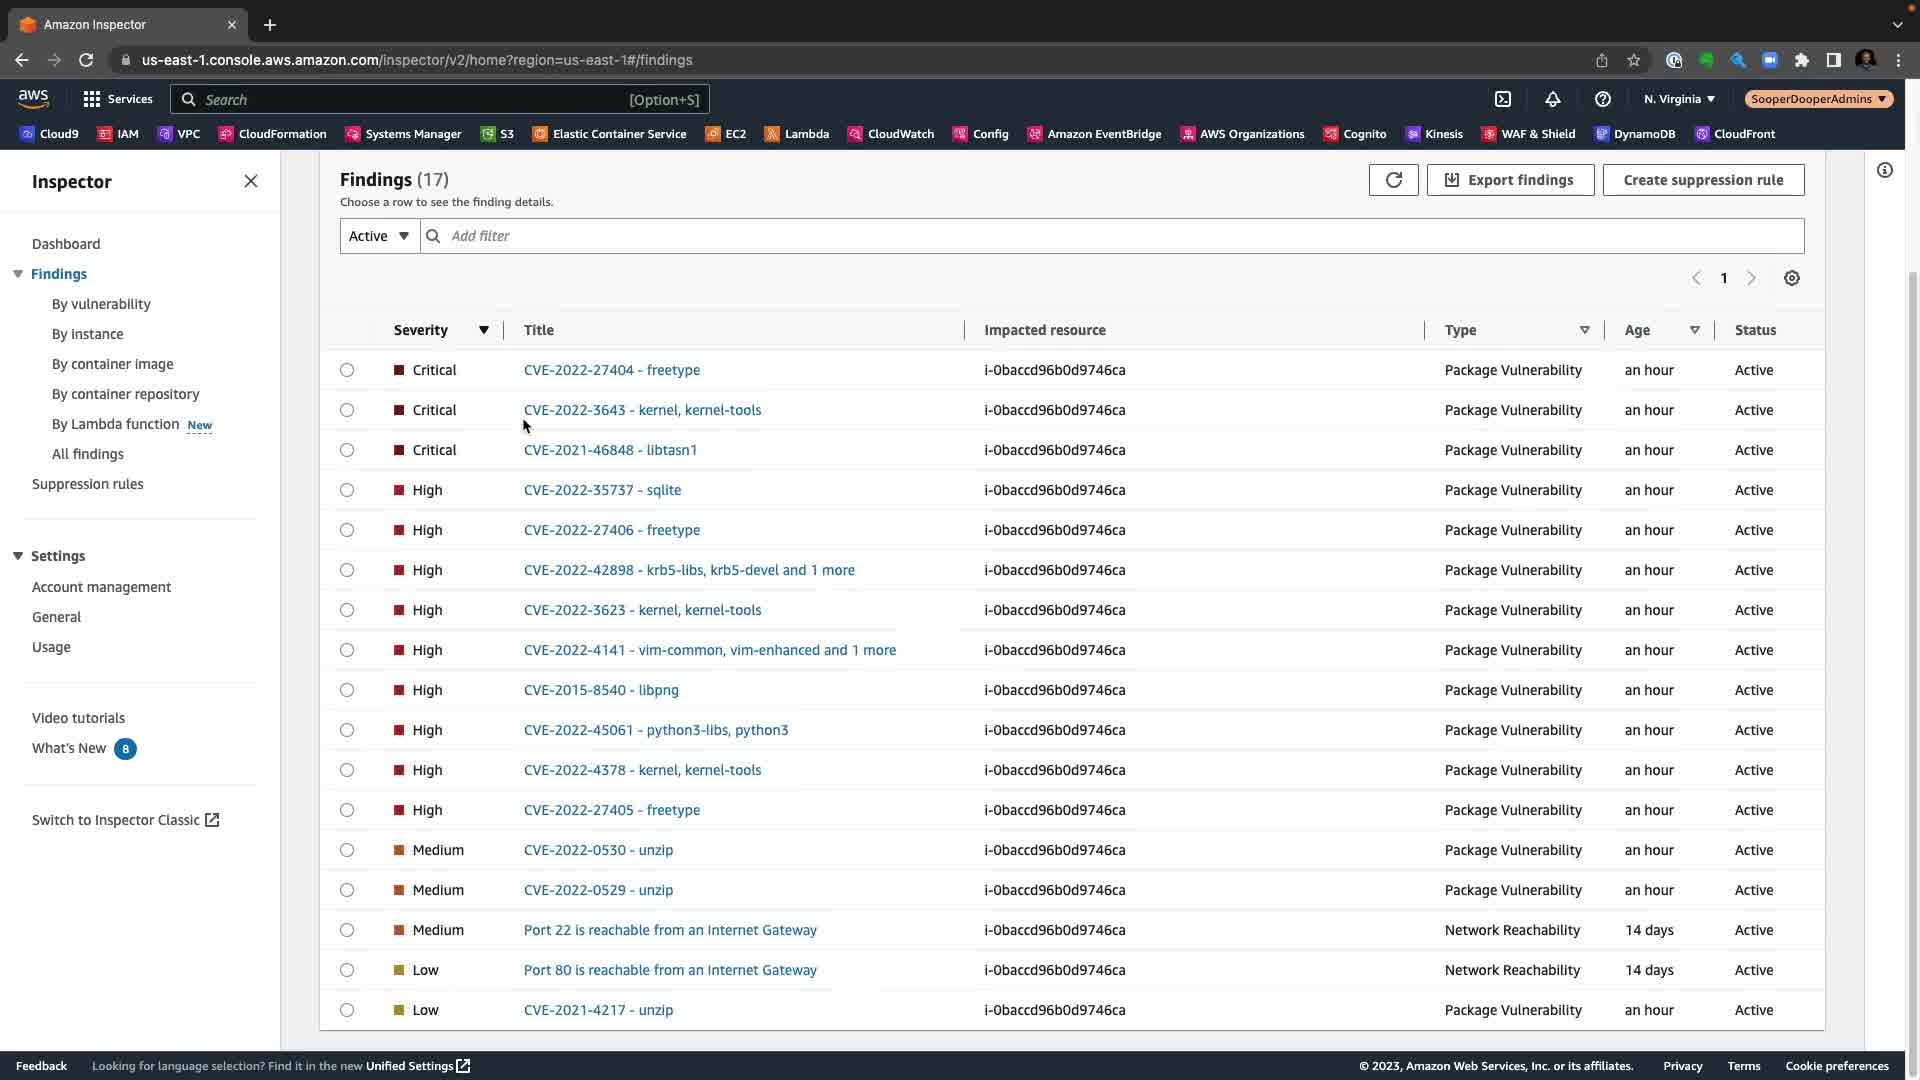 Amazon Inspector
us-east-1.console.aws.amazon.com/inspector/v2/home?region=us-east-1#/findings
aws Services Search [Option+S] N. Virginia SooperDooperAdmins
Cloud9 IAM VPC CloudFormation Systems Manager S3 Elastic Container Service EC2 Lambda CloudWatch Config Amazon EventBridge AWS Organizations Cognito Kinesis WAF & Shield DynamoDB CloudFront
Inspector
Dashboard
Findings
By vulnerability
By instance
By container image
By container repository
By Lambda function New
All findings
Suppression rules
Settings
Account management
General
Usage
Video tutorials
What's New 8
Switch to Inspector Classic
Findings (17)
Choose a row to see the finding details.
Export findings
Create suppression rule
Active Add filter
1
Severity Title Impacted resource Type Age Status
Critical CVE-2022-27404 - freetype i-0baccd96b0d9746ca Package Vulnerability an hour Active
Critical CVE-2022-3643 - kernel, kernel-tools i-0baccd96b0d9746ca Package Vulnerability an hour Active
Critical CVE-2021-46848 - libtasn1 i-0baccd96b0d9746ca Package Vulnerability an hour Active
High CVE-2022-35737 - sqlite i-0baccd96b0d9746ca Package Vulnerability an hour Active
High CVE-2022-27406 - freetype i-0baccd96b0d9746ca Package Vulnerability an hour Active
High CVE-2022-42898 - krb5-libs, krb5-devel and 1 more i-0baccd96b0d9746ca Package Vulnerability an hour Active
High CVE-2022-3623 - kernel, kernel-tools i-0baccd96b0d9746ca Package Vulnerability an hour Active
High CVE-2022-4141 - vim-common, vim-enhanced and 1 more i-0baccd96b0d9746ca Package Vulnerability an hour Active
High CVE-2015-8540 - libpng i-0baccd96b0d9746ca Package Vulnerability an hour Active
High CVE-2022-45061 - python3-libs, python3 i-0baccd96b0d9746ca Package Vulnerability an hour Active
High CVE-2022-4378 - kernel, kernel-tools i-0baccd96b0d9746ca Package Vulnerability an hour Active
High CVE-2022-27405 - freetype i-0baccd96b0d9746ca Package Vulnerability an hour Active
Medium CVE-2022-0530 - unzip i-0baccd96b0d9746ca Package Vulnerability an hour Active
Medium CVE-2022-0529 - unzip i-0baccd96b0d9746ca Package Vulnerability an hour Active
Medium Port 22 is reachable from an Internet Gateway i-0baccd96b0d9746ca Network Reachability 14 days Active
Low Port 80 is reachable from an Internet Gateway i-0baccd96b0d9746ca Network Reachability 14 days Active
Low CVE-2021-4217 - unzip i-0baccd96b0d9746ca Package Vulnerability an hour Active
Feedback Looking for language selection? Find it in the new Unified Settings © 2023, Amazon Web Services, Inc. or its affiliates. Privacy Terms Cookie preferences